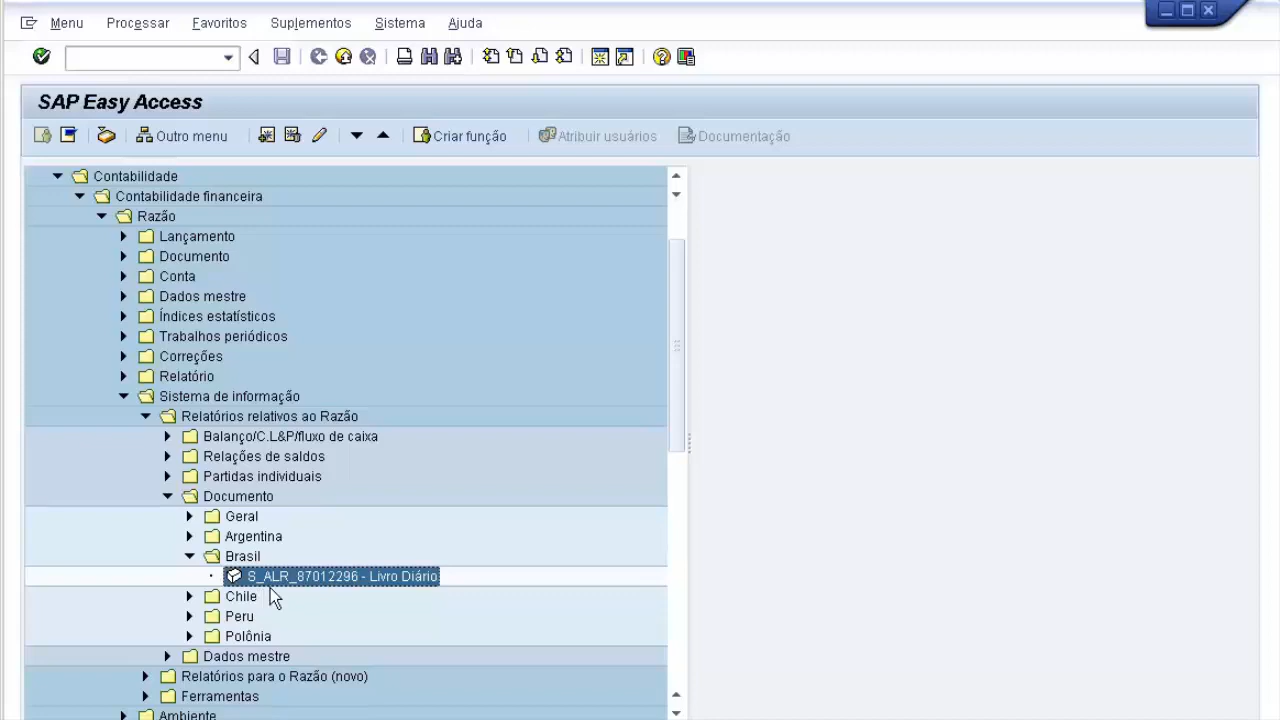 Menu Processar Favoritos Suplementos Sistema Ajuda
SAP Easy Access
Outro menu Criar função Atribuir usuários Documentação
Contabilidade
Contabilidade financeira
Razão
Lançamento
Documento
Conta
Dados mestre
Índices estatísticos
Trabalhos periódicos
Correções
Relatório
Sistema de informação
Relatórios relativos ao Razão
Balanço/C.L&P/fluxo de caixa
Relações de saldos
Partidas individuais
Documento
Geral
Argentina
Brasil
S_ALR_87012296 - Livro Diário
Chile
Peru
Polônia
Dados mestre
Relatórios para o Razão (novo)
Ferramentas
Ambiente